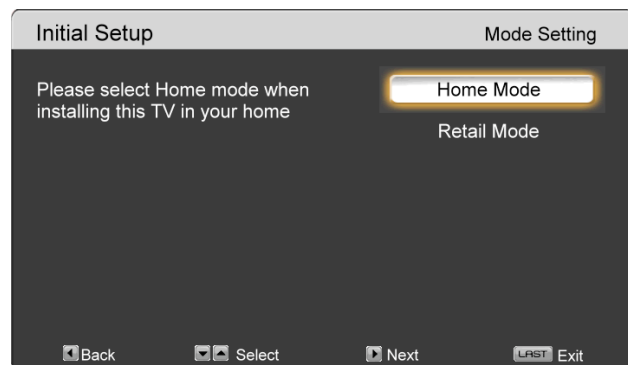 Initial Setup
Mode Setting
Please select Home mode when
installing this TV in your home
Home Mode
Retail Mode
Back
Select
Next
LAST Exit